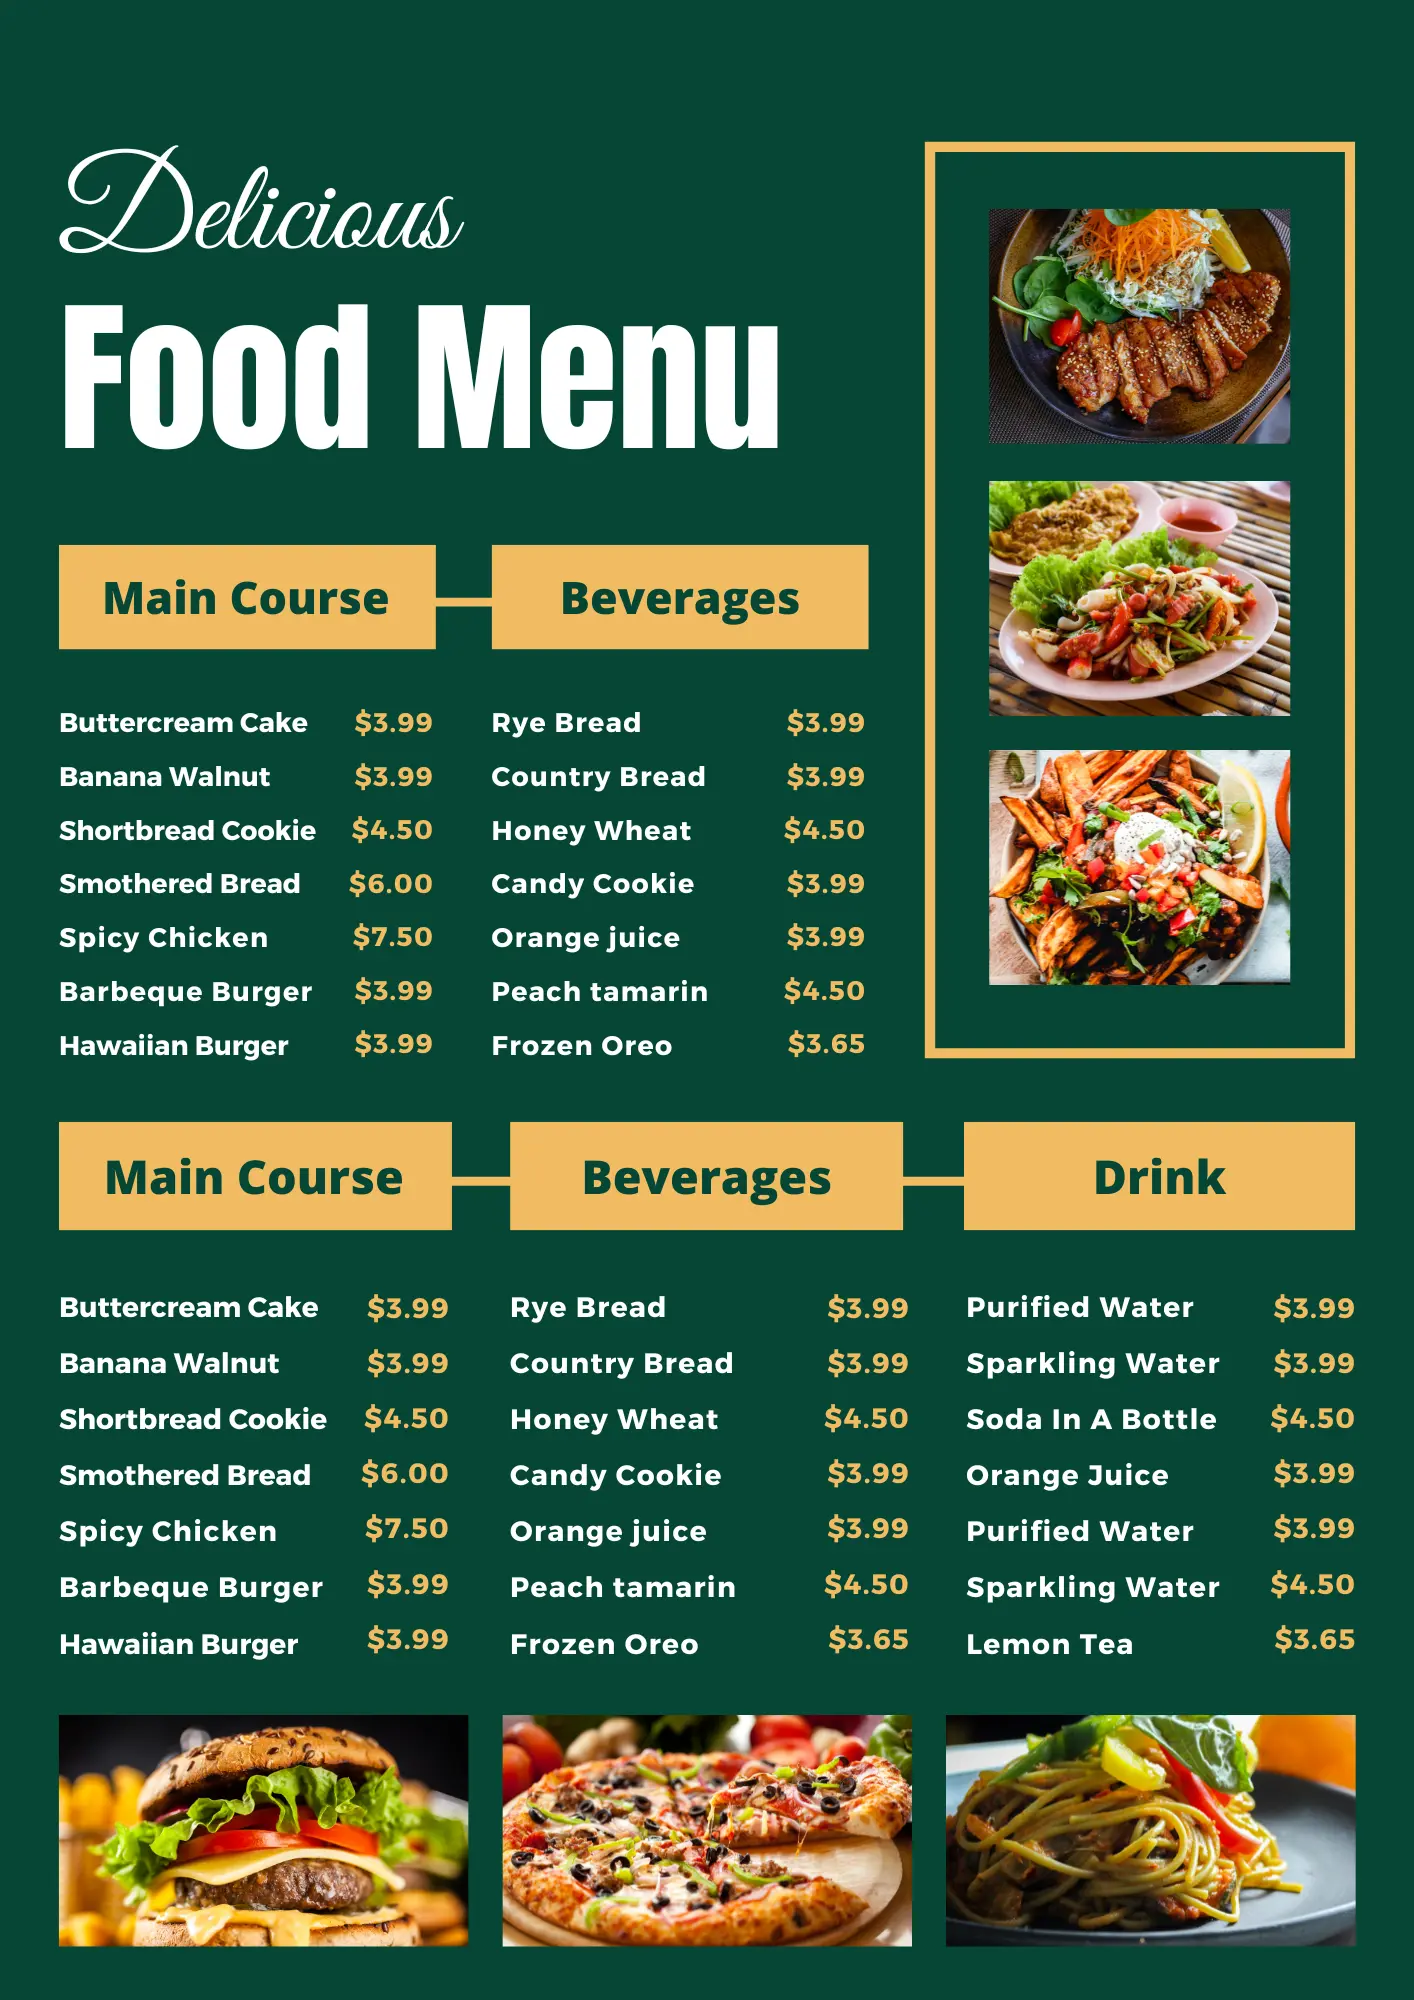 Delicious
Food Menu
Main Course
Buttercream Cake $3.99
Banana Walnut $3.99
Shortbread Cookie $4.50
Smothered Bread $6.00
Spicy Chicken $7.50
Barbeque Burger $3.99
Hawaiian Burger $3.99
Beverages
Rye Bread $3.99
Country Bread $3.99
Honey Wheat $4.50
Candy Cookie $3.99
Orange juice $3.99
Peach tamarin $4.50
Frozen Oreo $3.65
Main Course
Buttercream Cake $3.99
Banana Walnut $3.99
Shortbread Cookie $4.50
Smothered Bread $6.00
Spicy Chicken $7.50
Barbeque Burger $3.99
Hawaiian Burger $3.99
Beverages
Rye Bread $3.99
Country Bread $3.99
Honey Wheat $4.50
Candy Cookie $3.99
Orange juice $3.99
Peach tamarin $4.50
Frozen Oreo $3.65
Drink
Purified Water $3.99
Sparkling Water $3.99
Soda In A Bottle $4.50
Orange Juice $3.99
Purified Water $3.99
Sparkling Water $4.50
Lemon Tea $3.65